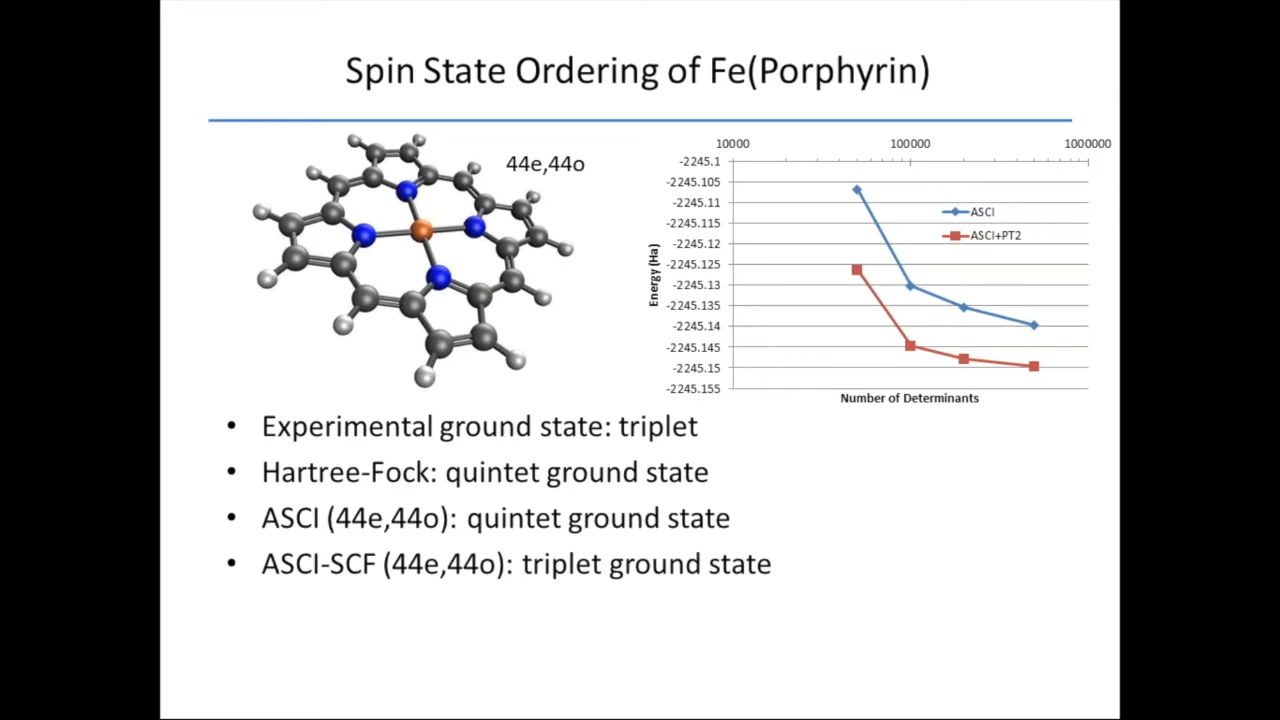 Spin State Ordering of Fe(Porphyrin)
44e,44o
10000 100000 1000000
-2245.1
-2245.105
-2245.11
-2245.115
-2245.12
-2245.125
-2245.13
-2245.135
-2245.14
-2245.145
-2245.15
-2245.155
Energy (Ha)
ASCI
ASCI+PT2
Number of Determinants
• Experimental ground state: triplet
• Hartree-Fock: quintet ground state
• ASCI (44e,44o): quintet ground state
• ASCI-SCF (44e,44o): triplet ground state